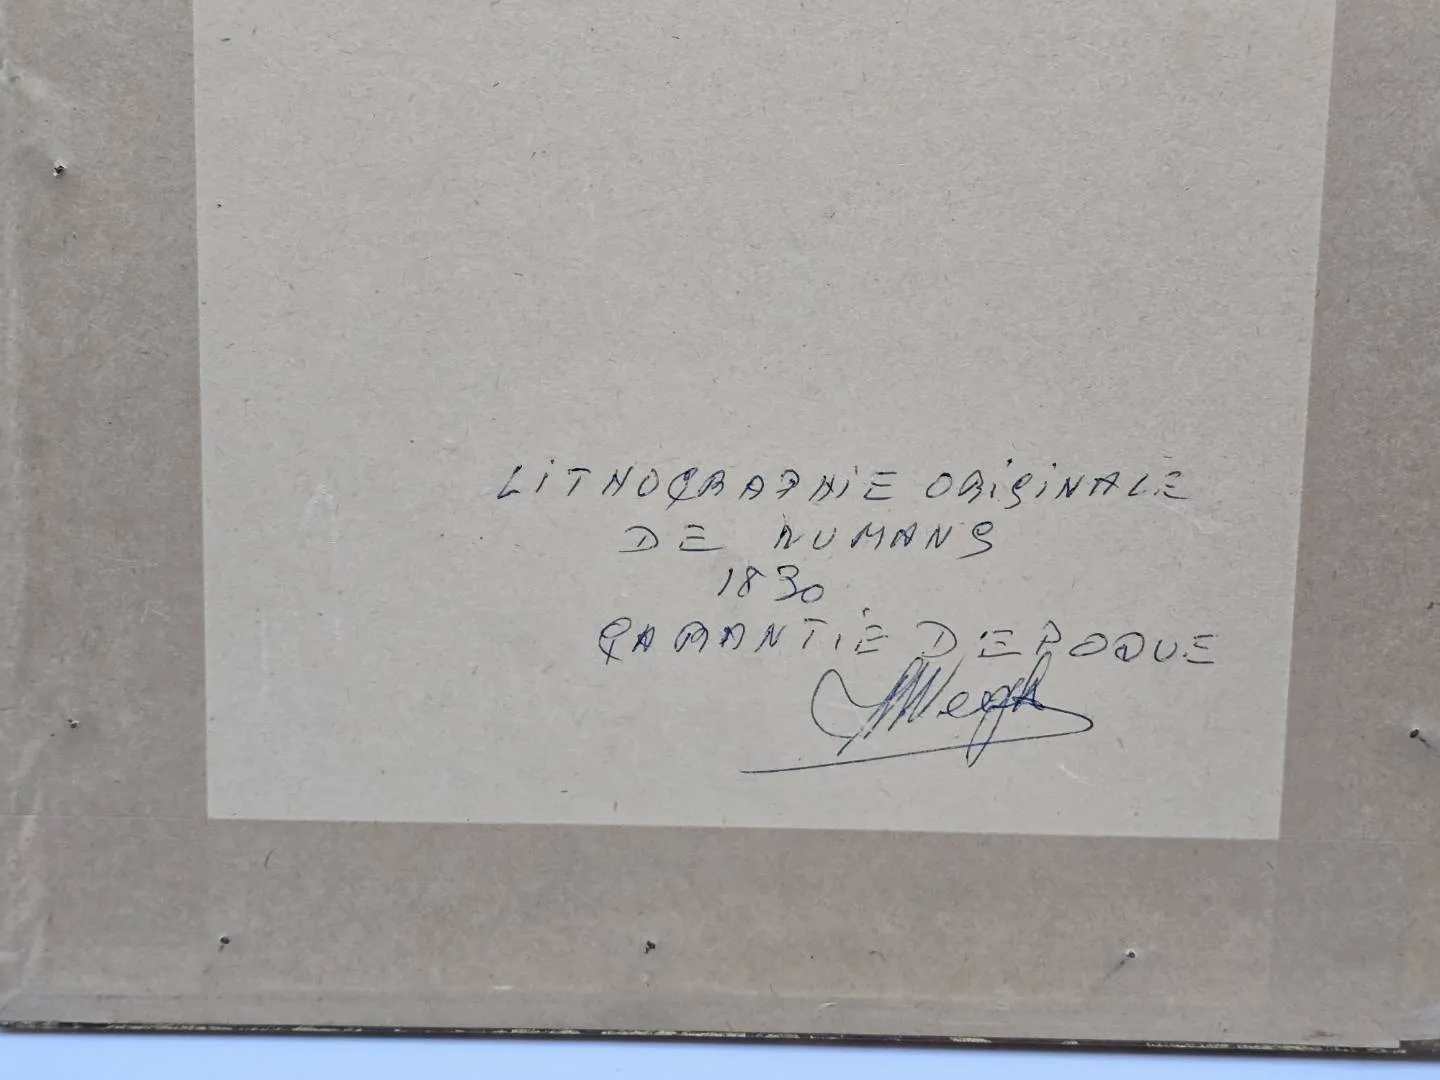 LITHOGRAPHIE ORIGINALE
DE NUMANS
1830
GARANTIE D EPOQUE